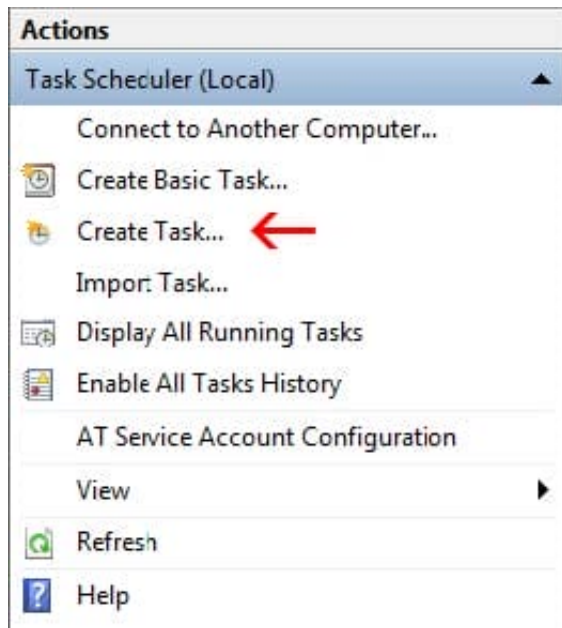 Actions
Task Scheduler (Local)
Connect to Another Computer...
Create Basic Task...
Create Task...
Import Task...
Display All Running Tasks
Enable All Tasks History
AT Service Account Configuration
View
Refresh
Help